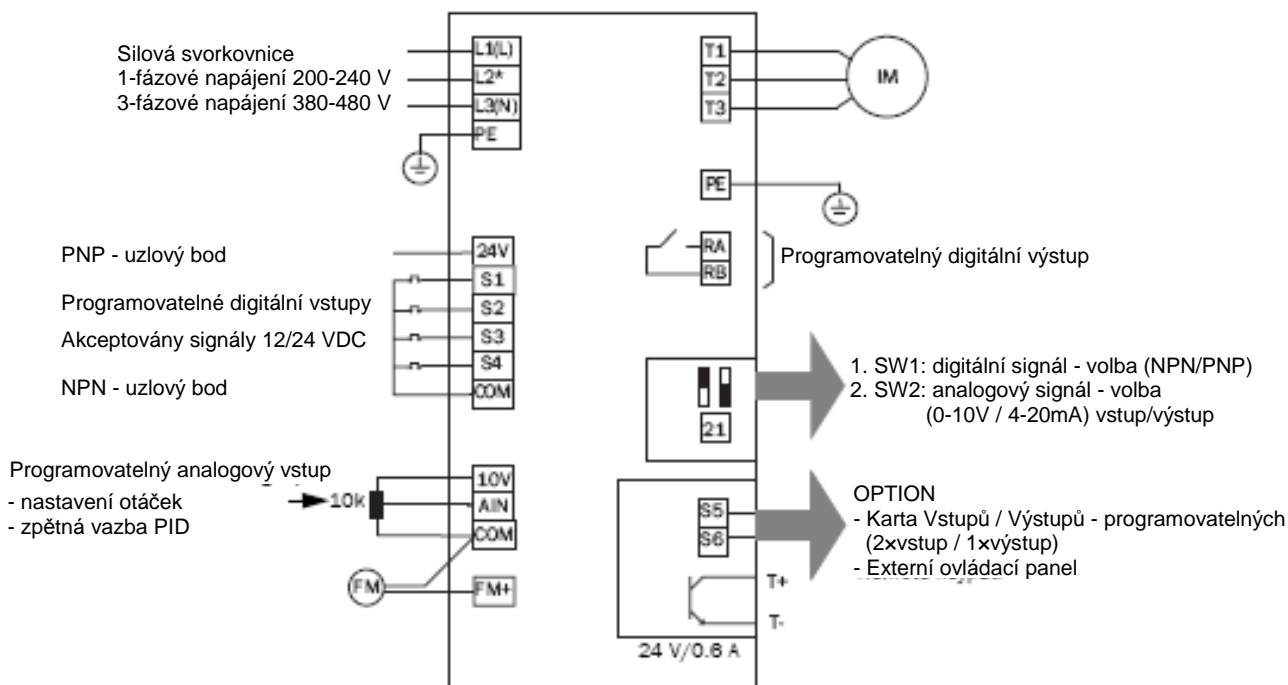 Silová svorkovnice
1-fázové napájení 200-240 V
3-fázové napájení 380-480 V
L1(L)
L2*
L3(N)
PE
T1
T2
T3
IM
PE
PNP - uzlový bod
Programovatelné digitální vstupy
Akceptovány signály 12/24 VDC
NPN - uzlový bod
24V
S1
S2
S3
S4
COM
RA
RB
Programovatelný digitální výstup
21
1. SW1: digitální signál - volba (NPN/PNP)
2. SW2: analogový signál - volba
(0-10V / 4-20mA) vstup/výstup
Programovatelný analogový vstup
- nastavení otáček
- zpětná vazba PID
10k
10V
AIN
COM
FM
FM+
S5
S6
T+
T-
24 V/0.6 A
OPTION
- Karta Vstupů / Výstupů - programovatelných
(2×vstup / 1×výstup)
- Externí ovládací panel